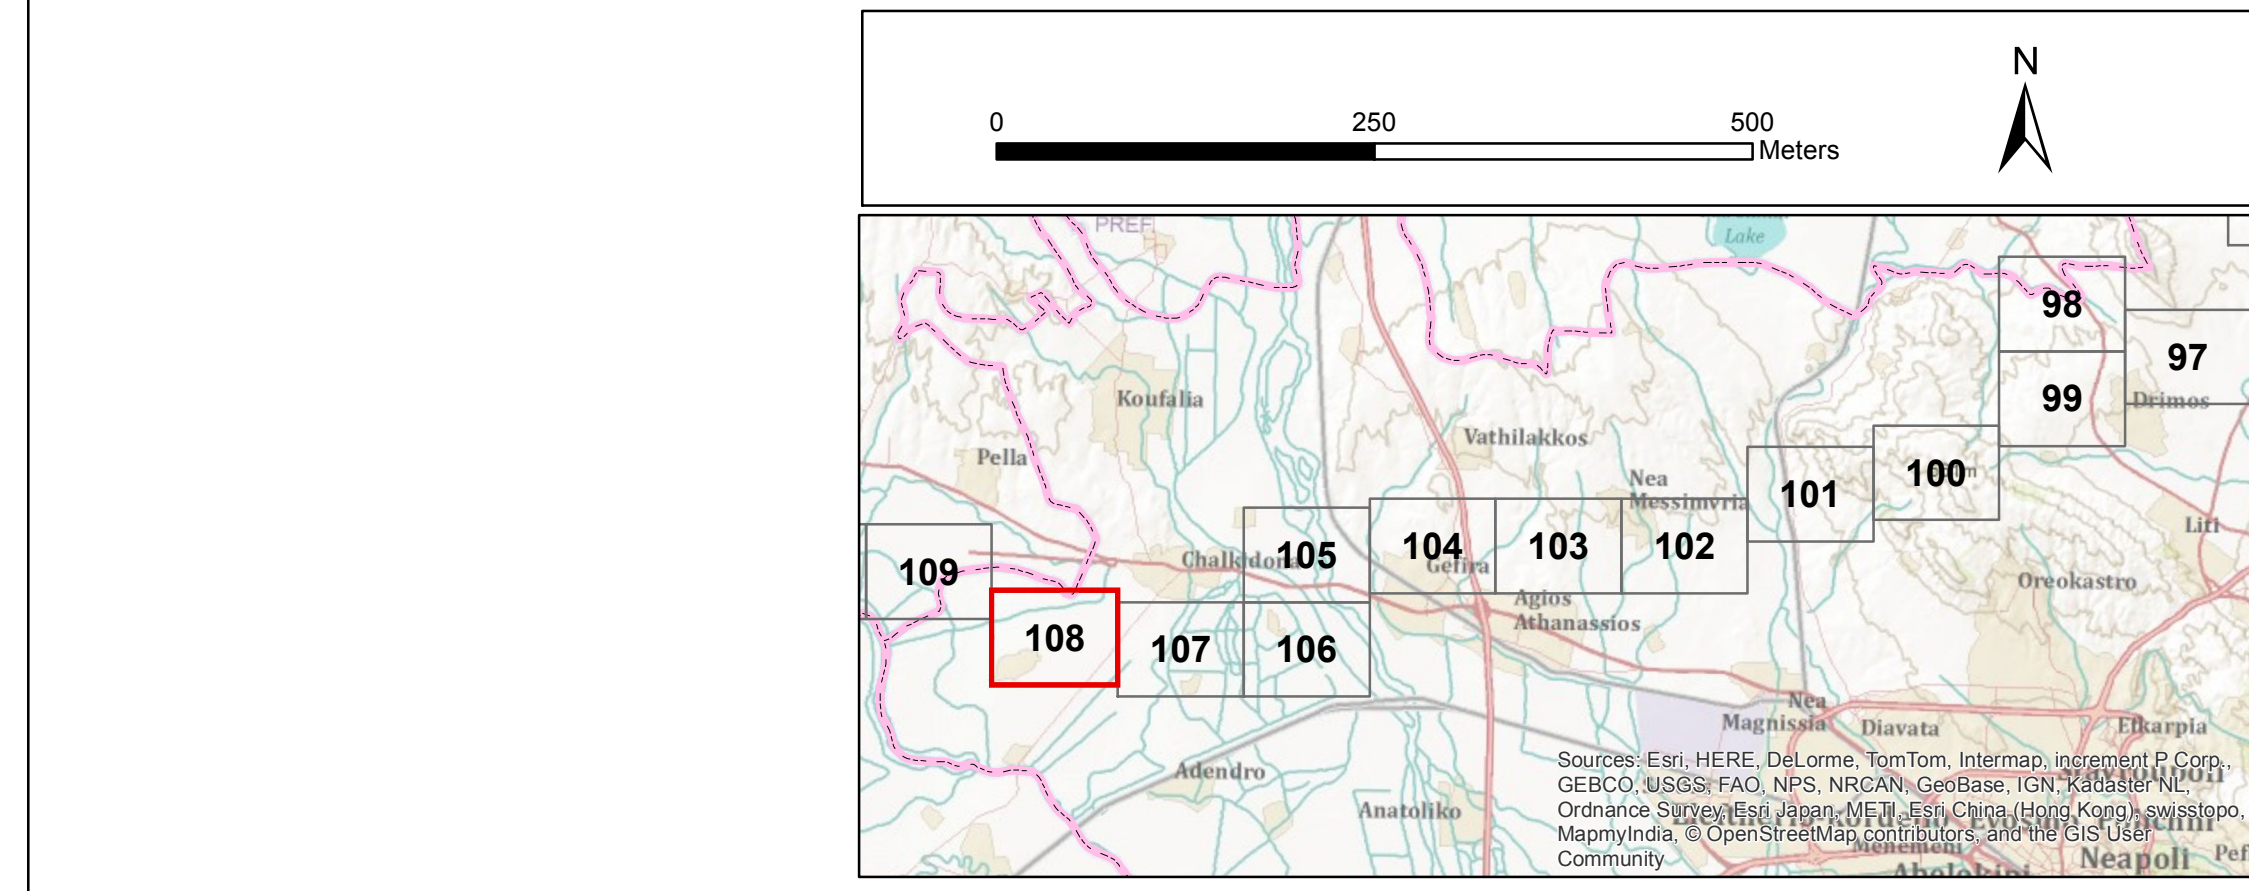 N
0 250 500
Meters
PREF.
Lake
98
97
Koufalia
99
Drimos
Vathilakkos
Pella
Nea
Messimvria
100
101
Liti
109
Chalkidona
105
104
Gefira
103
102
Oreokastro
Agios
Athanassios
108
107
106
Nea
Magnissia
Diavata
Efkarpia
Adendro
Anatoliko
Sources: Esri, HERE, DeLorme, TomTom, Intermap, increment P Corp.,
GEBCO, USGS, FAO, NPS, NRCAN, GeoBase, IGN, Kadaster NL,
Ordnance Survey, Esri Japan, METI, Esri China (Hong Kong), swisstopo,
MapmyIndia, © OpenStreetMap contributors, and the GIS User
Community
Menemeni
Neapoli
Pef